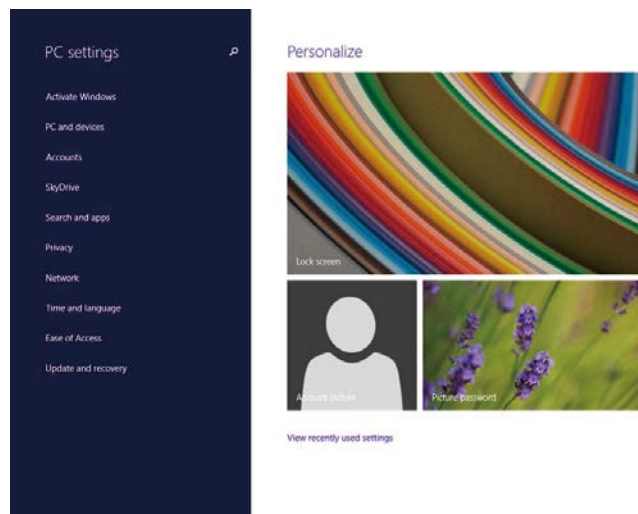 PC settings
Activate Windows
PC and devices
Accounts
SkyDrive
Search and apps
Privacy
Network
Time and language
Ease of Access
Update and recovery
Personalize
Lock screen
Account picture
Picture password
View recently used settings